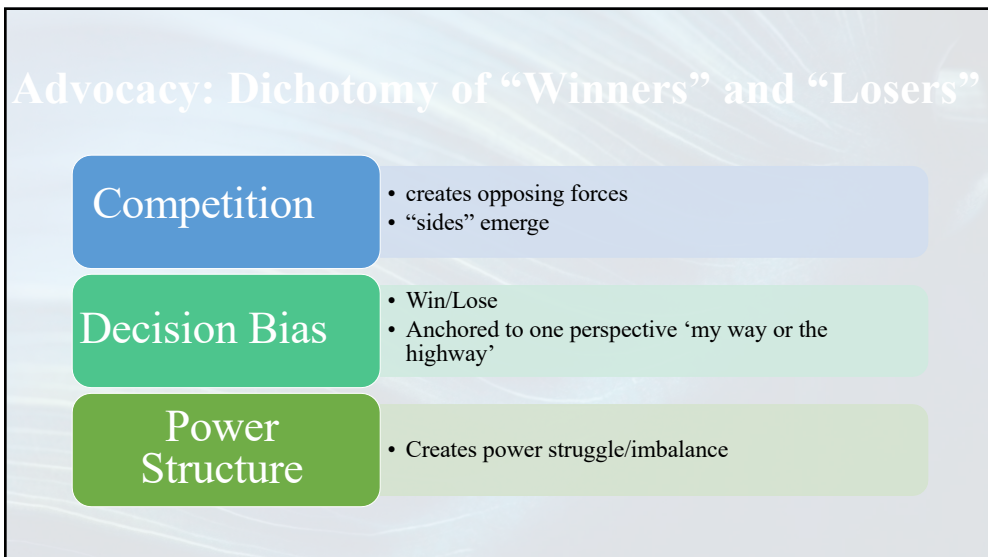 Advocacy: Dichotomy of “Winners” and “Losers”
Competition
• creates opposing forces
• “sides” emerge
Decision Bias
• Win/Lose
• Anchored to one perspective ‘my way or the
highway’
Power
Structure
• Creates power struggle/imbalance